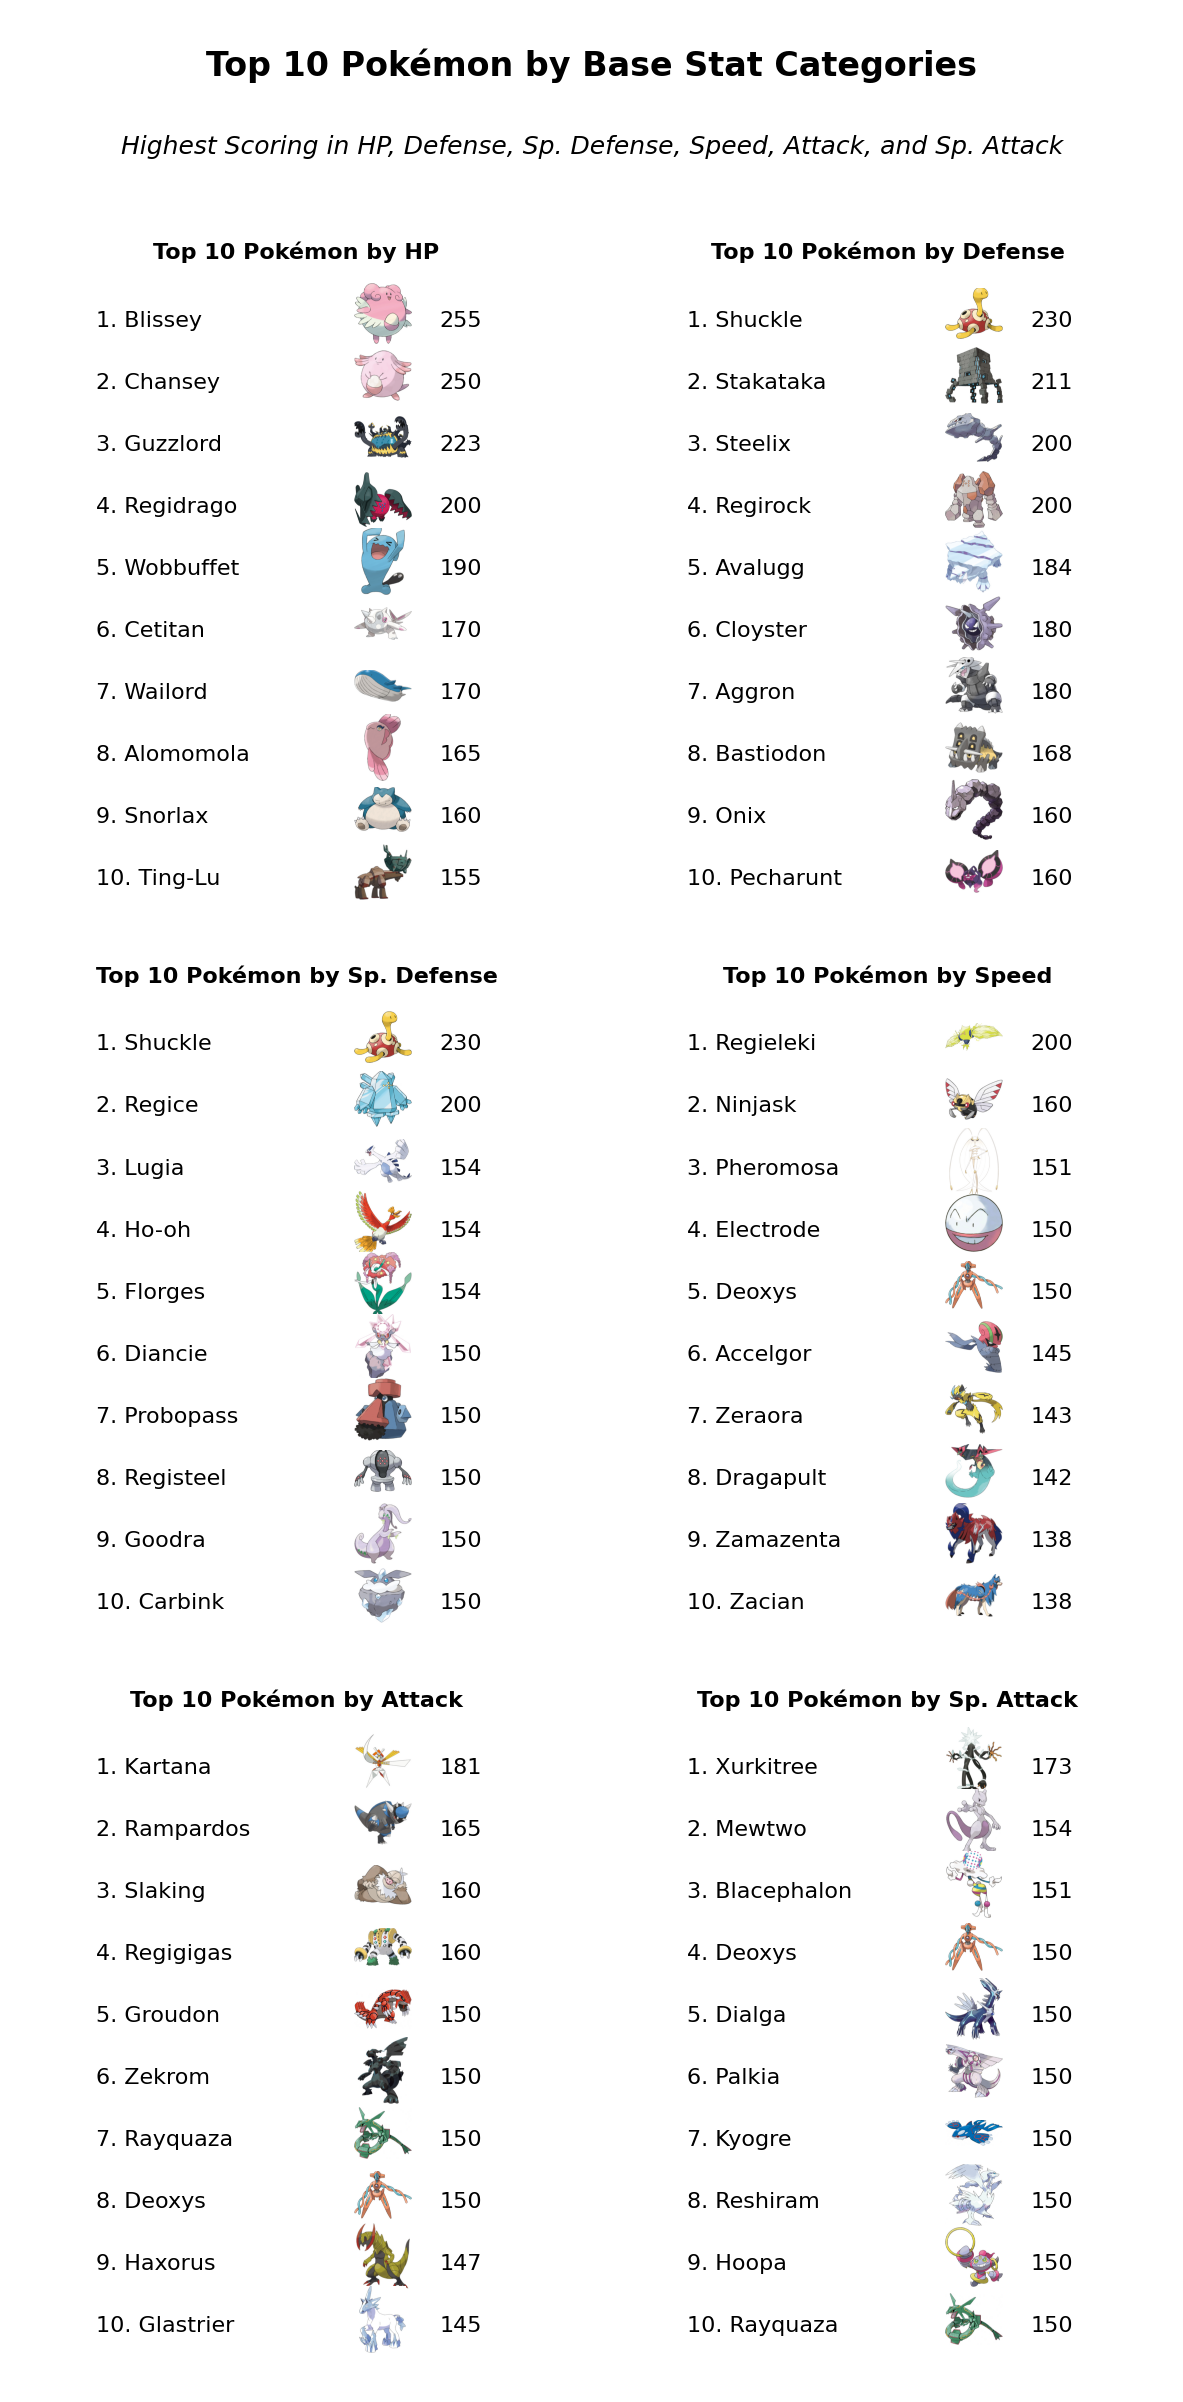 Top 10 Pokémon by Base Stat Categories
Highest Scoring in HP, Defense, Sp. Defense, Speed, Attack, and Sp. Attack
Top 10 Pokémon by HP
1. Blissey 255
2. Chansey 250
3. Guzzlord 223
4. Regidrago 200
5. Wobbuffet 190
6. Cetitan 170
7. Wailord 170
8. Alomomola 165
9. Snorlax 160
10. Ting-Lu 155
Top 10 Pokémon by Defense
1. Shuckle 230
2. Stakataka 211
3. Steelix 200
4. Regirock 200
5. Avalugg 184
6. Cloyster 180
7. Aggron 180
8. Bastiodon 168
9. Onix 160
10. Pecharunt 160
Top 10 Pokémon by Sp. Defense
1. Shuckle 230
2. Regice 200
3. Lugia 154
4. Ho-oh 154
5. Florges 154
6. Diancie 150
7. Probopass 150
8. Registeel 150
9. Goodra 150
10. Carbink 150
Top 10 Pokémon by Speed
1. Regieleki 200
2. Ninjask 160
3. Pheromosa 151
4. Electrode 150
5. Deoxys 150
6. Accelgor 145
7. Zeraora 143
8. Dragapult 142
9. Zamazenta 138
10. Zacian 138
Top 10 Pokémon by Attack
1. Kartana 181
2. Rampardos 165
3. Slaking 160
4. Regigigas 160
5. Groudon 150
6. Zekrom 150
7. Rayquaza 150
8. Deoxys 150
9. Haxorus 147
10. Glastrier 145
Top 10 Pokémon by Sp. Attack
1. Xurkitree 173
2. Mewtwo 154
3. Blacephalon 151
4. Deoxys 150
5. Dialga 150
6. Palkia 150
7. Kyogre 150
8. Reshiram 150
9. Hoopa 150
10. Rayquaza 150